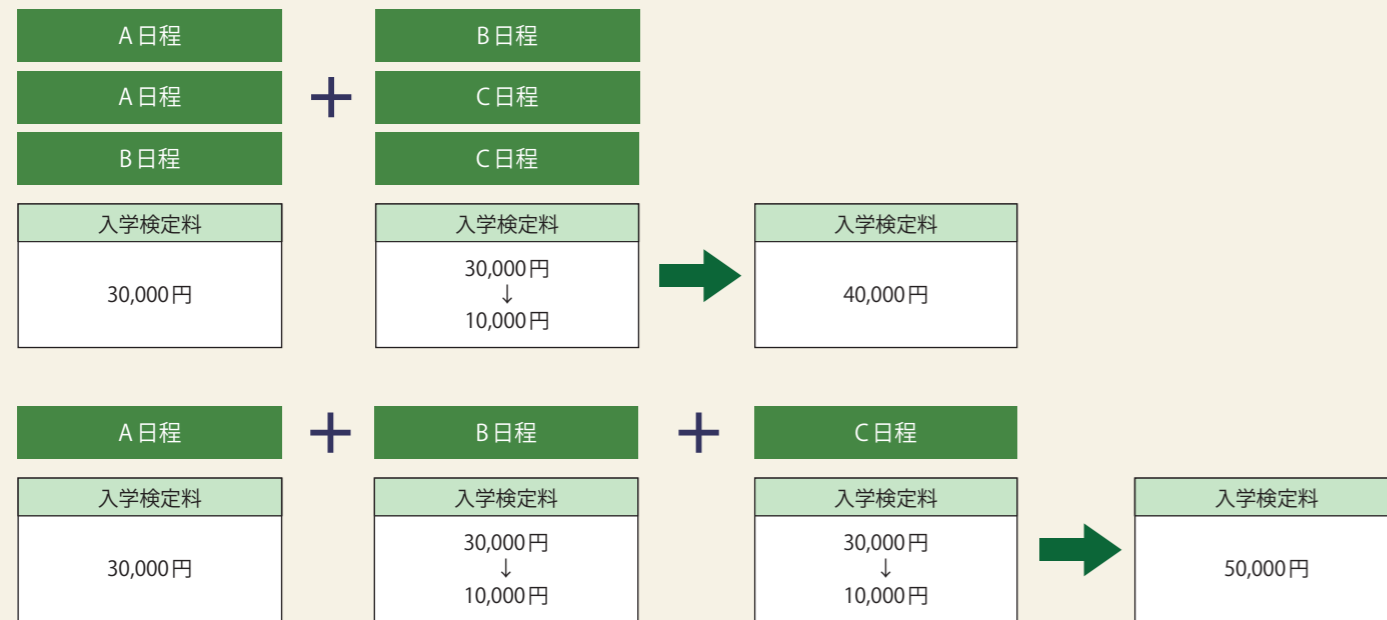 A日程
B日程
A日程
+
C日程
B日程
C日程
入学検定料
入学検定料
入学検定料
30,000円
30,000円
↓
10,000円
40,000円
A日程
+
B日程
+
C日程
入学検定料
入学検定料
入学検定料
入学検定料
30,000円
30,000円
↓
10,000円
30,000円
↓
10,000円
50,000円